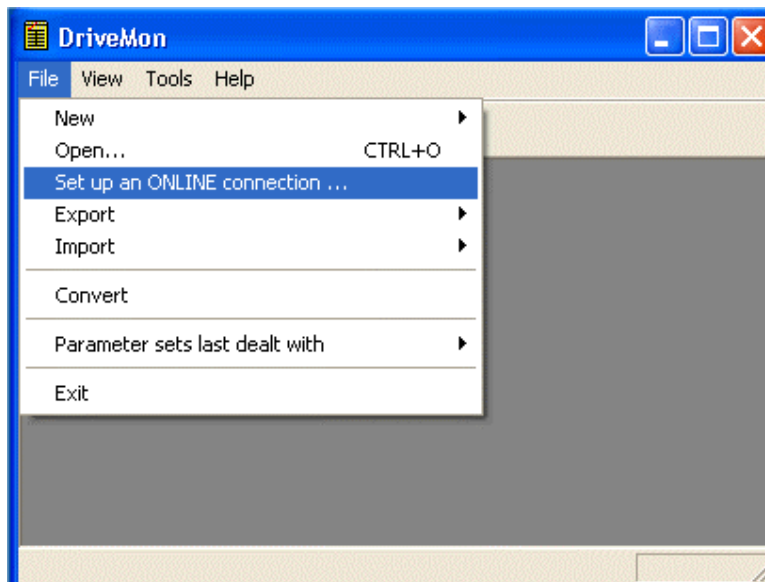 DriveMon
File View Tools Help
New
Open... CTRL+O
Set up an ONLINE connection ...
Export
Import
Convert
Parameter sets last dealt with
Exit